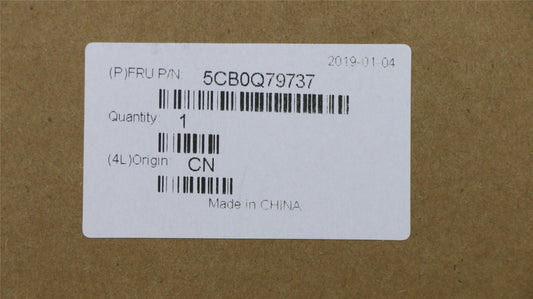 2019-01-04
(P)FRU P/N: 5CB0Q79737
Quantity: 1
(4L)Origin: CN
Made in CHINA